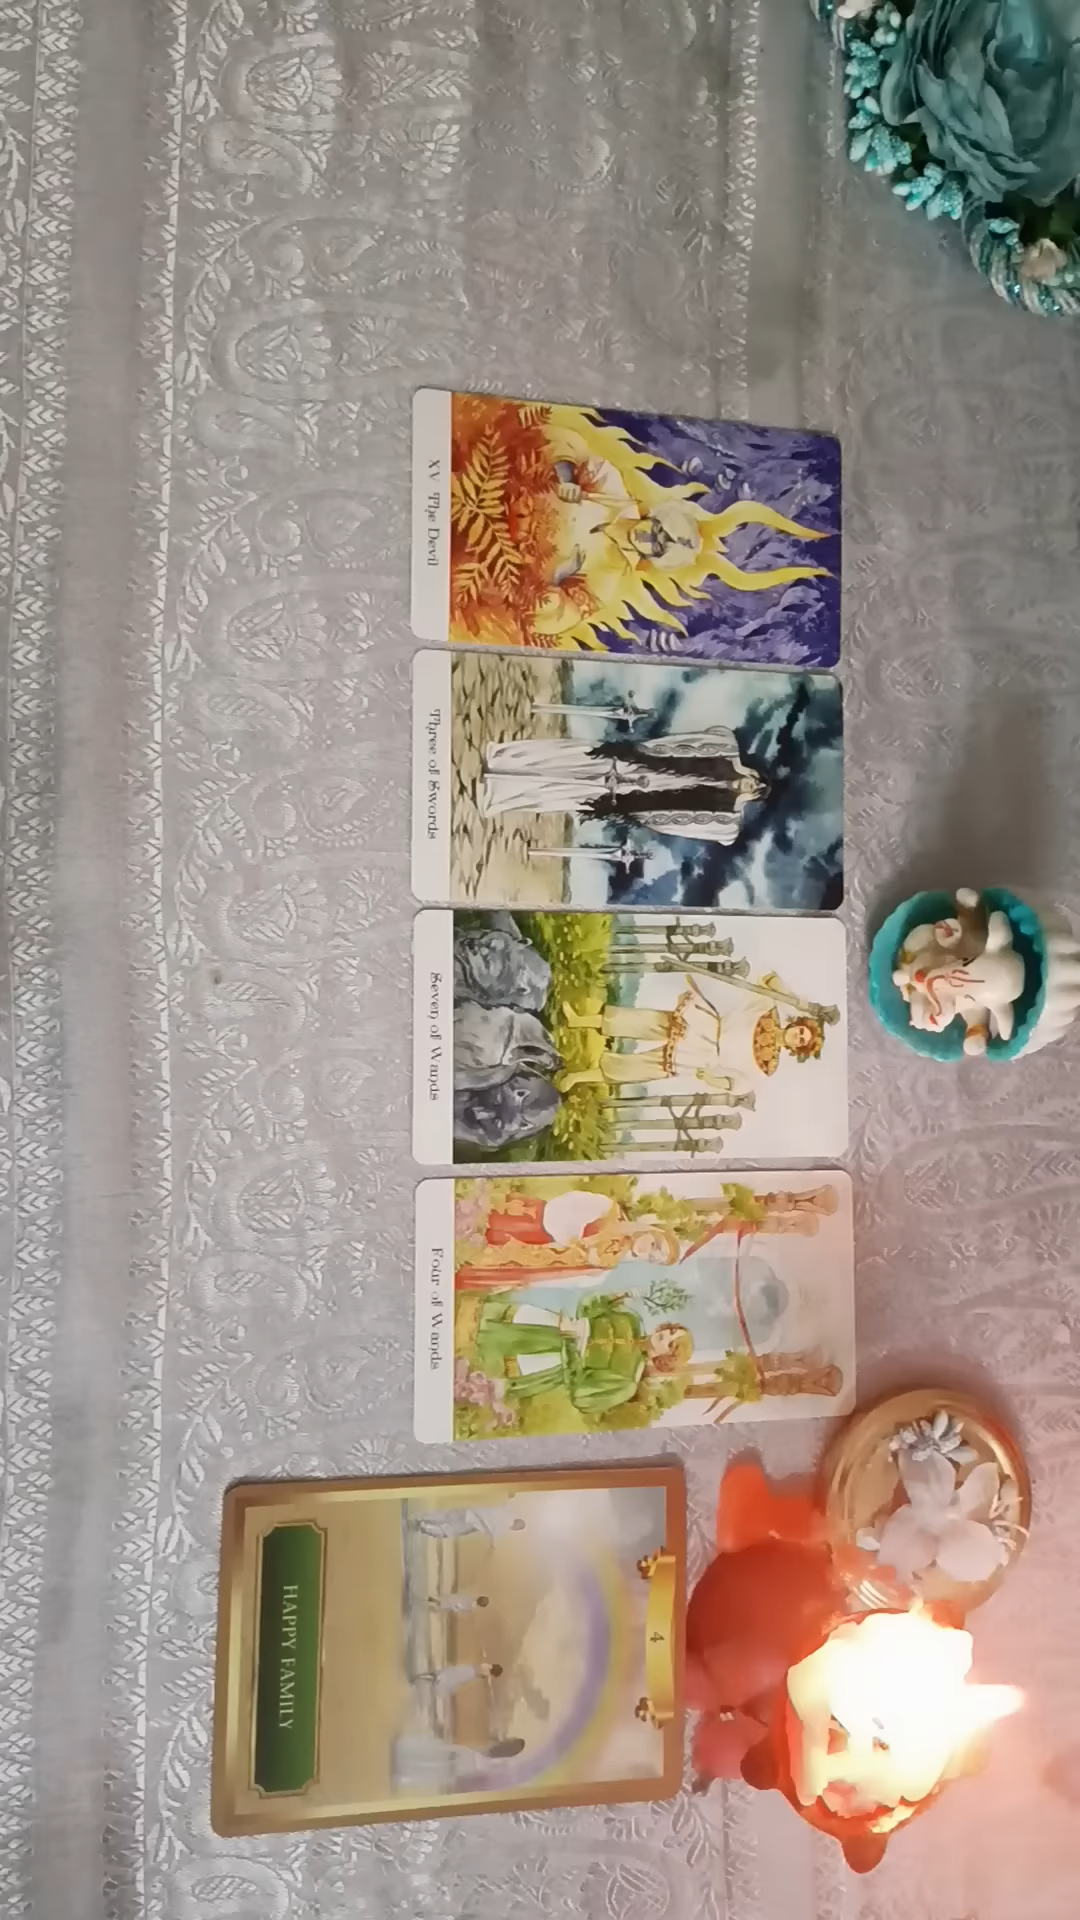 XV The Devil
Three of Swords
Seven of Wands
Four of Wands
4
HAPPY FAMILY